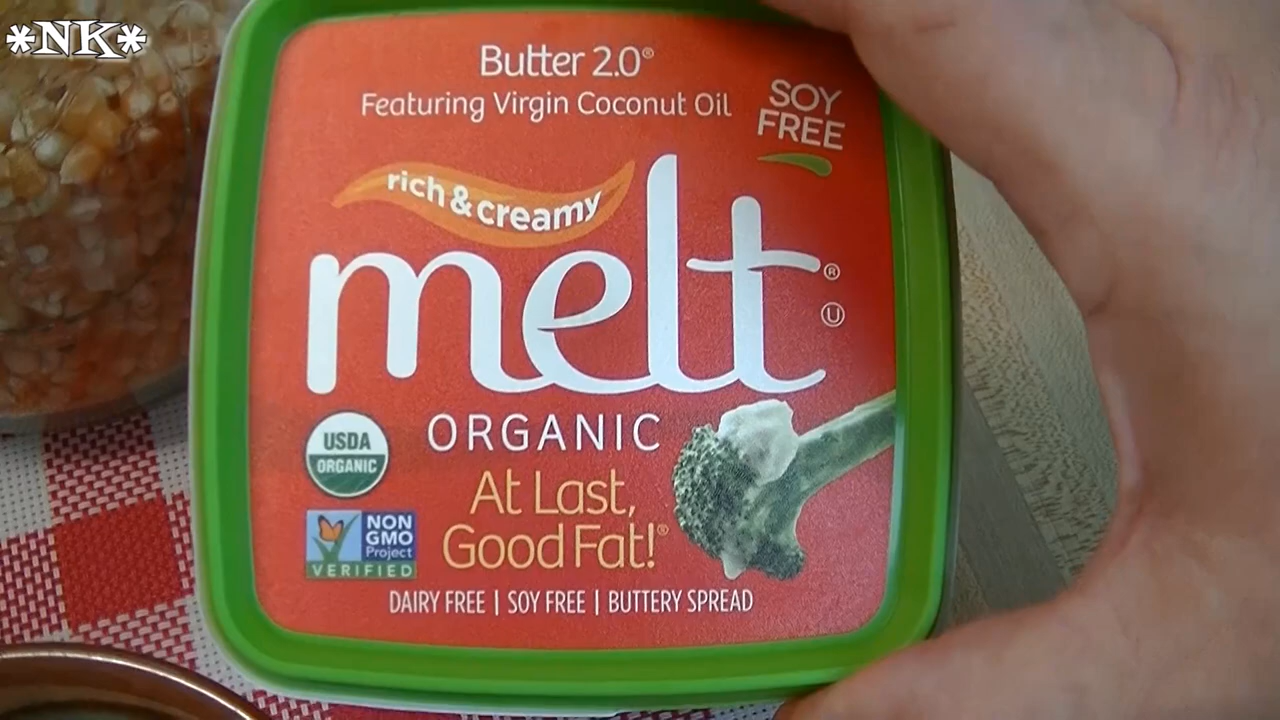 *NK*
Butter 2.0®
Featuring Virgin Coconut Oil
SOY
FREE
rich & creamy
melt®
U
ORGANIC
USDA
ORGANIC
At Last,
Good Fat!®
NON
GMO
Project
VERIFIED
DAIRY FREE | SOY FREE | BUTTERY SPREAD